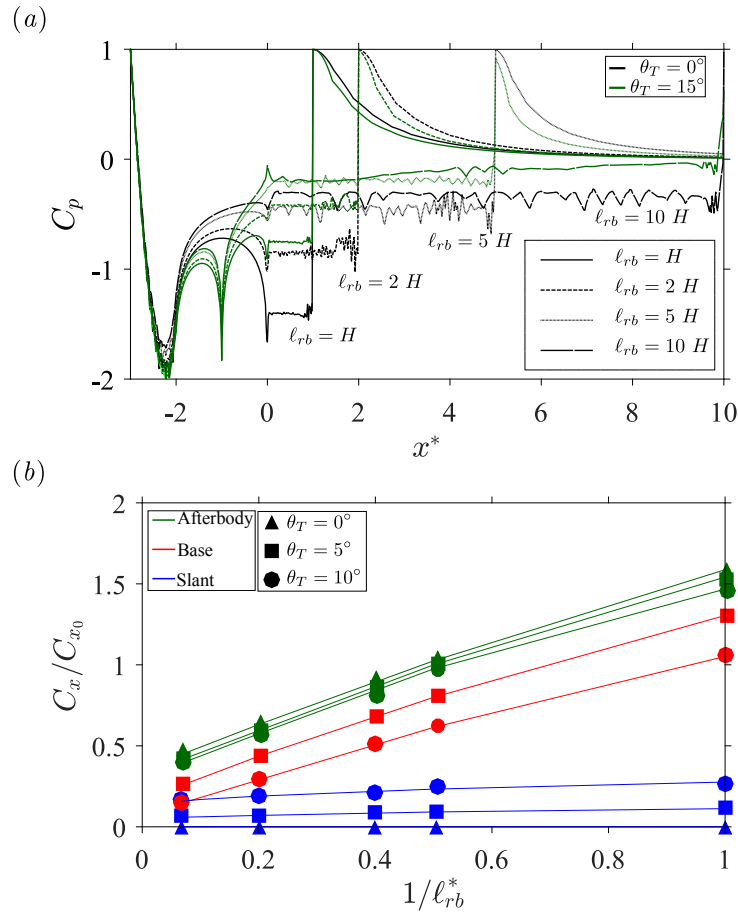 (a)
1
0
-1
-2
C_p
θ_T = 0°
θ_T = 15°
ℓ_rb = 10 H
ℓ_rb = 5 H
ℓ_rb = 2 H
ℓ_rb = H
ℓ_rb = H
ℓ_rb = 2 H
ℓ_rb = 5 H
ℓ_rb = 10 H
-2 0 2 4 6 8 10
x*
(b)
2
1.5
1
0.5
0
C_x/C_x₀
Afterbody
Base
Slant
θ_T = 0°
θ_T = 5°
θ_T = 10°
0 0.2 0.4 0.6 0.8 1
1/ℓ*_rb